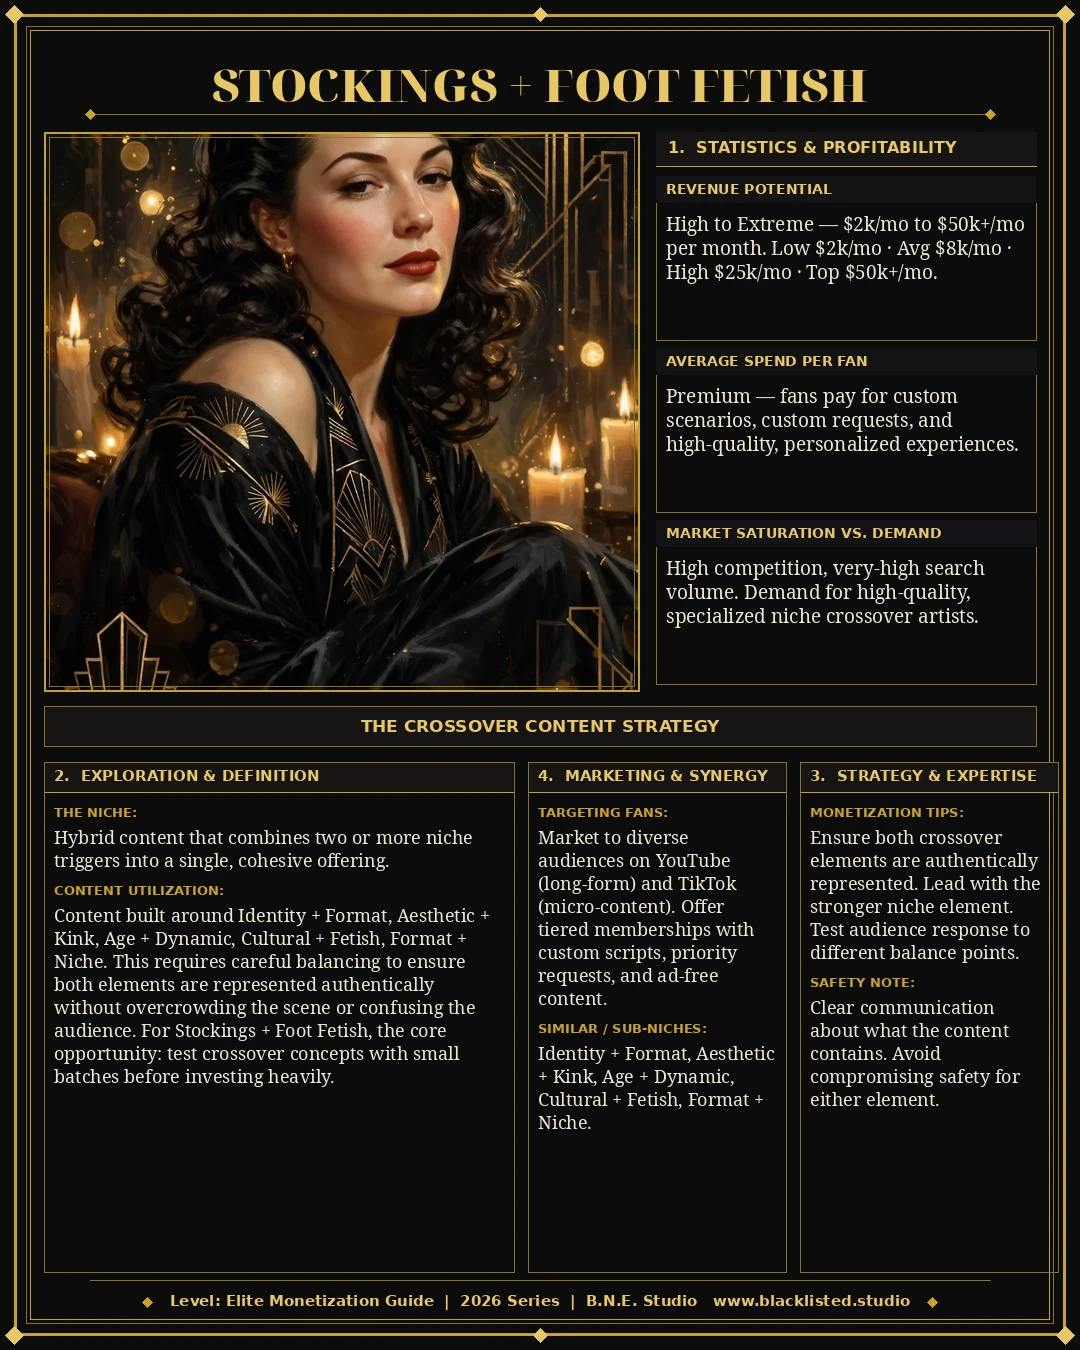 STOCKINGS + FOOT FETISH
1. STATISTICS & PROFITABILITY
REVENUE POTENTIAL
High to Extreme — $2k/mo to $50k+/mo
per month. Low $2k/mo · Avg $8k/mo ·
High $25k/mo · Top $50k+/mo.
AVERAGE SPEND PER FAN
Premium — fans pay for custom
scenarios, custom requests, and
high-quality, personalized experiences.
MARKET SATURATION VS. DEMAND
High competition, very-high search
volume. Demand for high-quality,
specialized niche crossover artists.
THE CROSSOVER CONTENT STRATEGY
2. EXPLORATION & DEFINITION
THE NICHE:
Hybrid content that combines two or more niche
triggers into a single, cohesive offering.
CONTENT UTILIZATION:
Content built around Identity + Format, Aesthetic +
Kink, Age + Dynamic, Cultural + Fetish, Format +
Niche. This requires careful balancing to ensure
both elements are represented authentically
without overcrowding the scene or confusing the
audience. For Stockings + Foot Fetish, the core
opportunity: test crossover concepts with small
batches before investing heavily.
4. MARKETING & SYNERGY
TARGETING FANS:
Market to diverse
audiences on YouTube
(long-form) and TikTok
(micro-content). Offer
tiered memberships with
custom scripts, priority
requests, and ad-free
content.
SIMILAR / SUB-NICHES:
Identity + Format, Aesthetic
+ Kink, Age + Dynamic,
Cultural + Fetish, Format +
Niche.
3. STRATEGY & EXPERTISE
MONETIZATION TIPS:
Ensure both crossover
elements are authentically
represented. Lead with the
stronger niche element.
Test audience response to
different balance points.
SAFETY NOTE:
Clear communication
about what the content
contains. Avoid
compromising safety for
either element.
Level: Elite Monetization Guide | 2026 Series | B.N.E. Studio www.blacklisted.studio